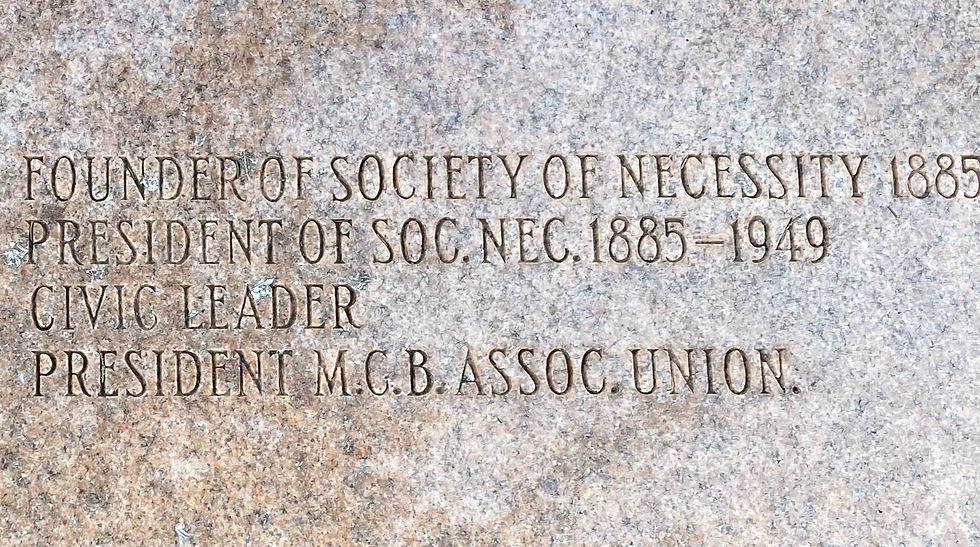 FOUNDER OF SOCIETY OF NECESSITY 1885
PRESIDENT OF SOC. NEC. 1885-1949
CIVIC LEADER
PRESIDENT M.C.B. ASSOC. UNION.